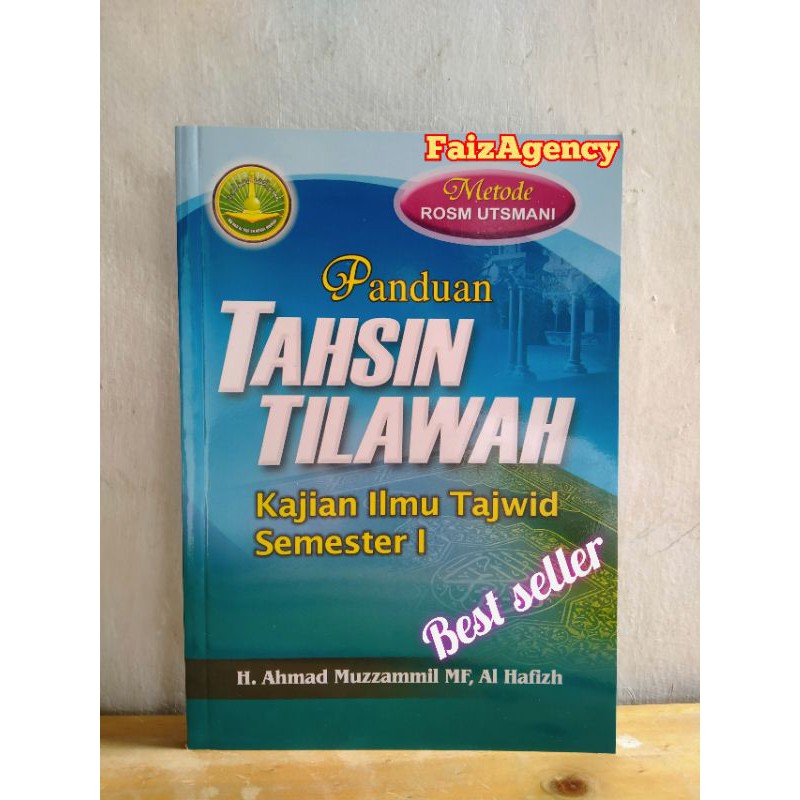 FaizAgency
Metode
ROSM UTSMANI
Panduan
TAHSIN
TILAWAH
Kajian Ilmu Tajwid
Semester I
Best seller
H. Ahmad Muzzammil MF, Al Hafizh